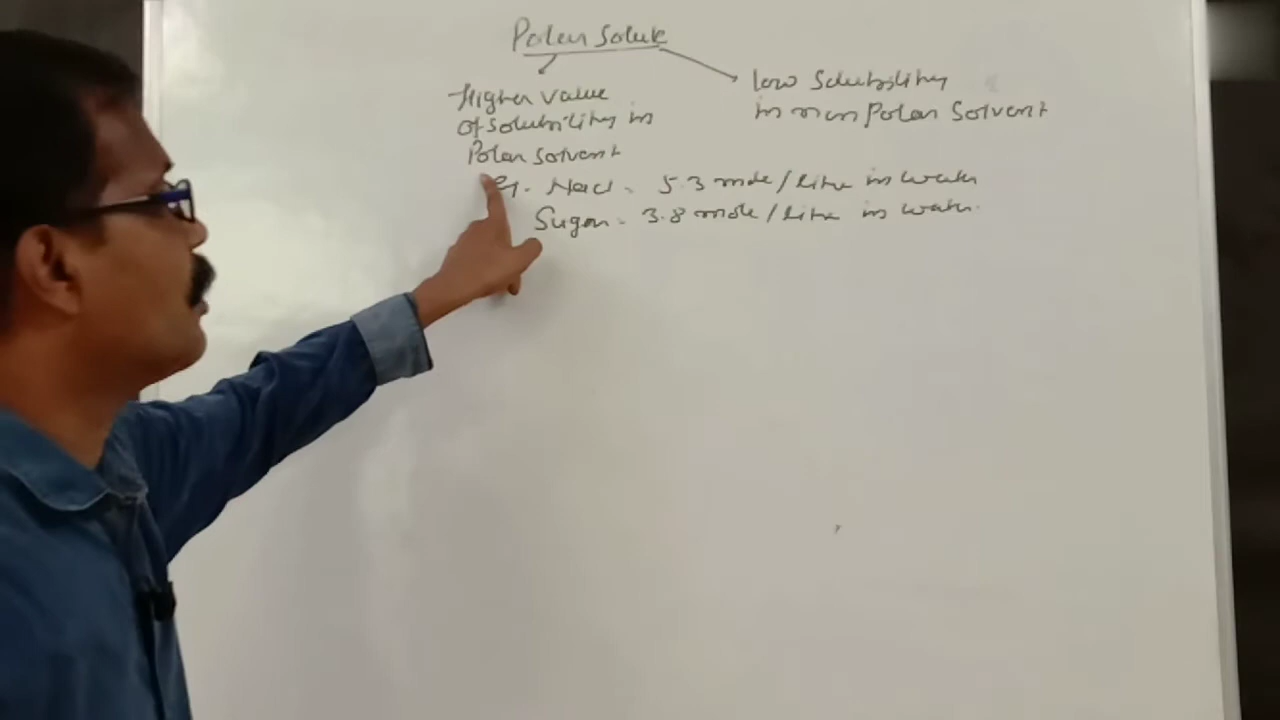 Polar Solute
Higher value
of solubility in
Polar solvent
low solubility
in non Polar solvent
eg. Nacl - 5.3 mole/litre in water
Sugar - 3.8 mole/litre in water.